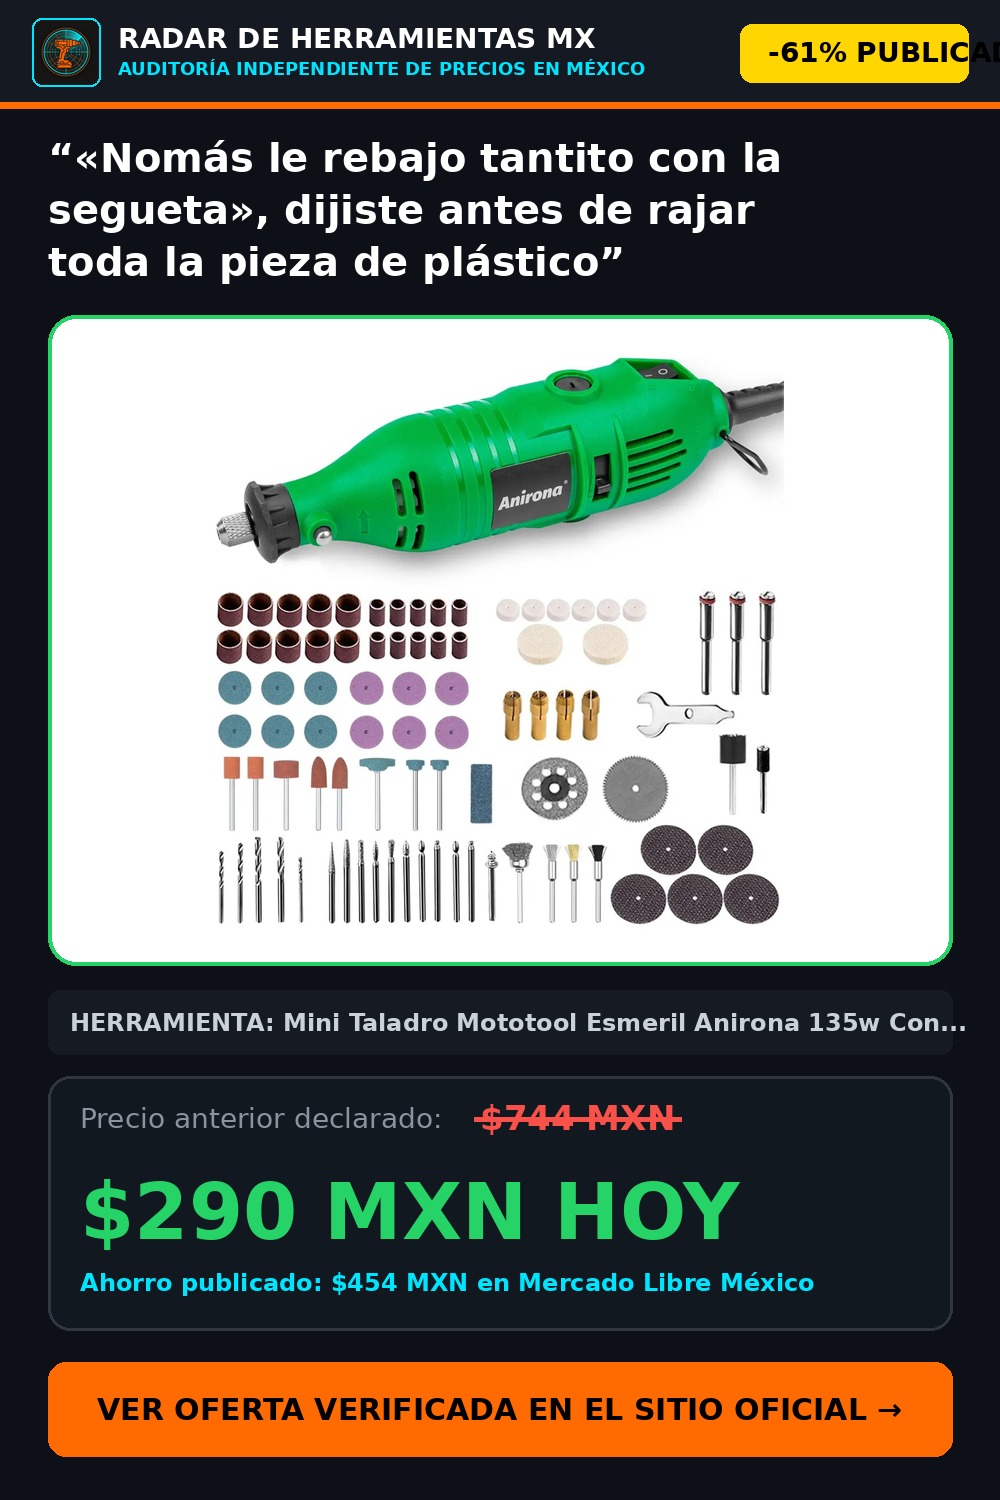 RADAR DE HERRAMIENTAS MX
AUDITORÍA INDEPENDIENTE DE PRECIOS EN MÉXICO
-61% PUBLICA
“«Nomás le rebajo tantito con la
segueta», dijiste antes de rajar
toda la pieza de plástico”
Anirona
HERRAMIENTA: Mini Taladro Mototool Esmeril Anirona 135w Con...
Precio anterior declarado: $744 MXN
$290 MXN HOY
Ahorro publicado: $454 MXN en Mercado Libre México
VER OFERTA VERIFICADA EN EL SITIO OFICIAL →